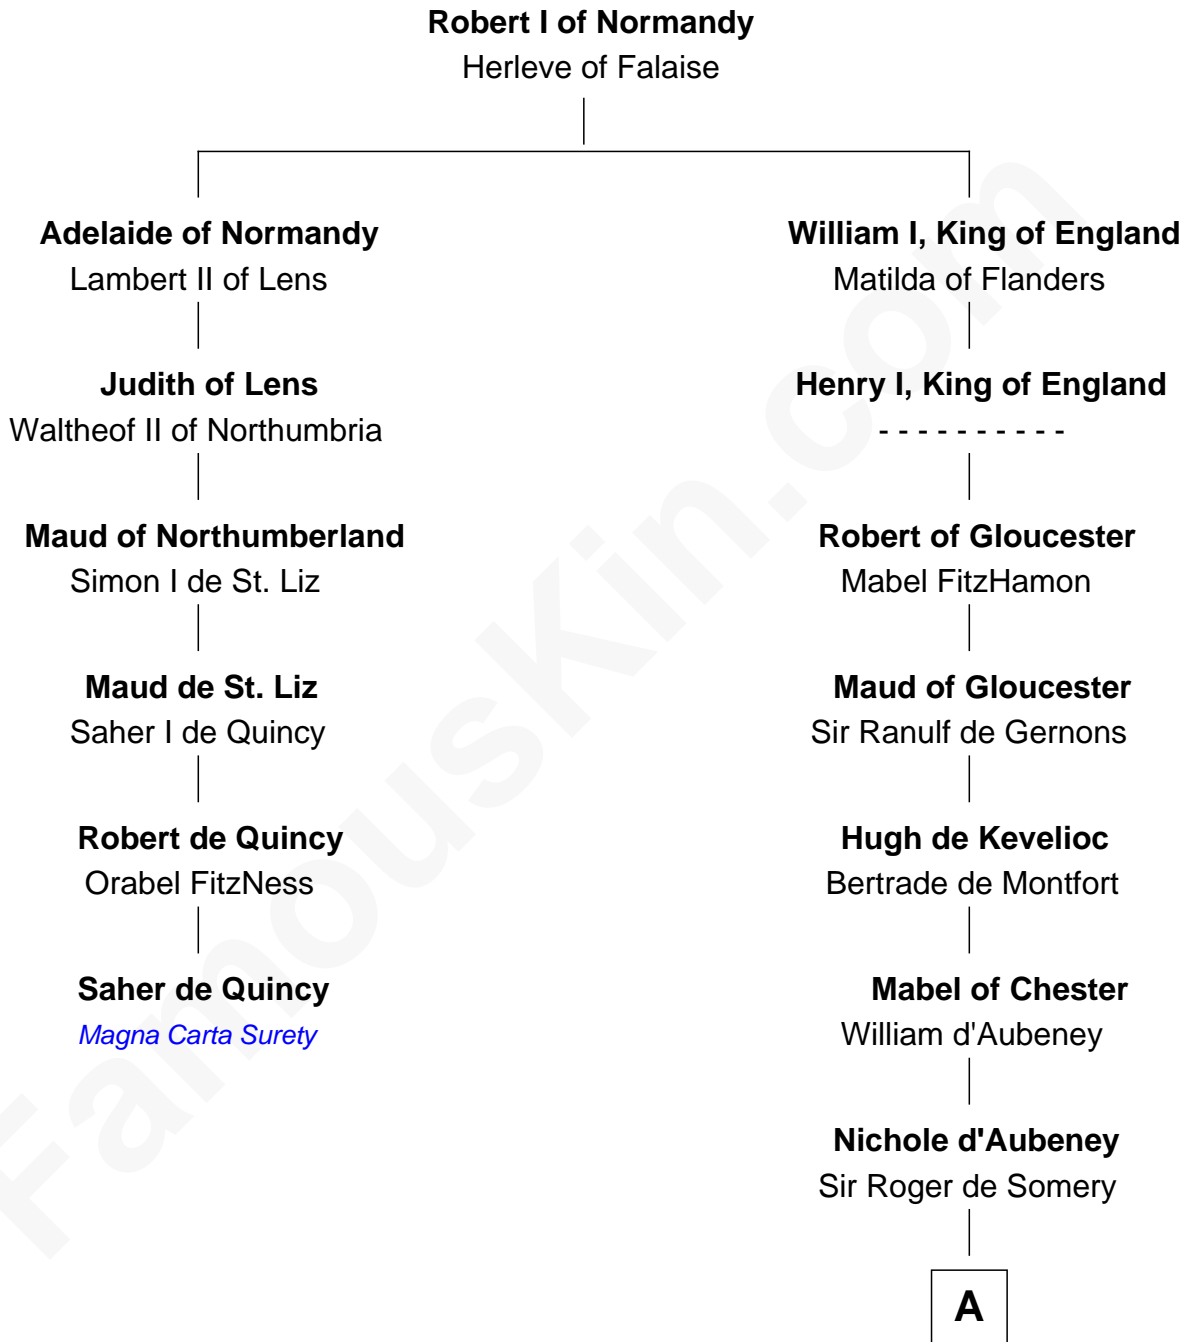 Robert I of Normandy
Herleve of Falaise
Adelaide of Normandy
Lambert II of Lens
William I, King of England
Matilda of Flanders
Judith of Lens
Waltheof II of Northumbria
Henry I, King of England
- - - - - - - - - -
Maud of Northumberland
Simon I de St. Liz
Robert of Gloucester
Mabel FitzHamon
Maud de St. Liz
Saher I de Quincy
Maud of Gloucester
Sir Ranulf de Gernons
Robert de Quincy
Orabel FitzNess
Hugh de Kevelioc
Bertrade de Montfort
Saher de Quincy
Magna Carta Surety
Mabel of Chester
William d'Aubeney
Nichole d'Aubeney
Sir Roger de Somery
A
FamousKin.com